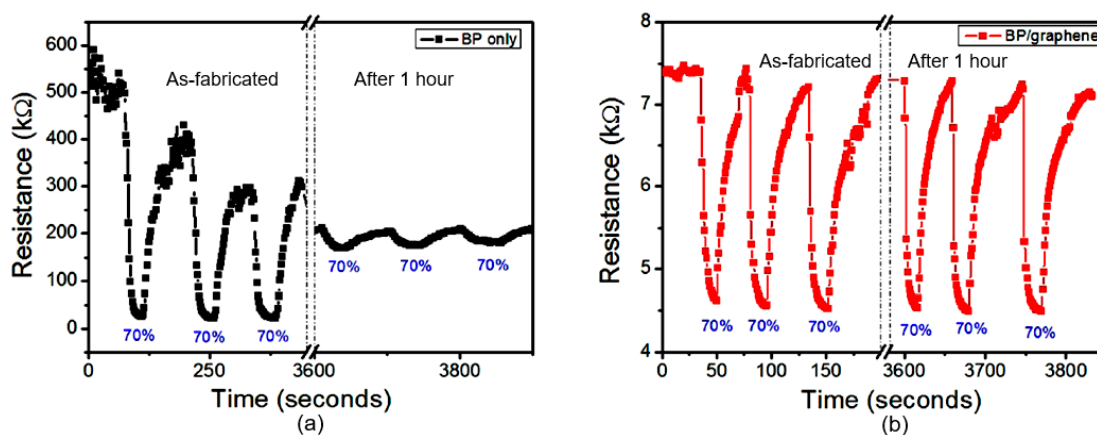 BP only
As-fabricated
After 1 hour
Resistance (kΩ)
600
500
400
300
200
100
0
70%
70%
70%
70%
70%
70%
0
250
3600
3800
Time (seconds)
(a)
BP/graphene
As-fabricated
After 1 hour
Resistance (kΩ)
8
7
6
5
4
70%
70%
70%
70%
70%
70%
0
50
100
150
3600
3700
3800
Time (seconds)
(b)